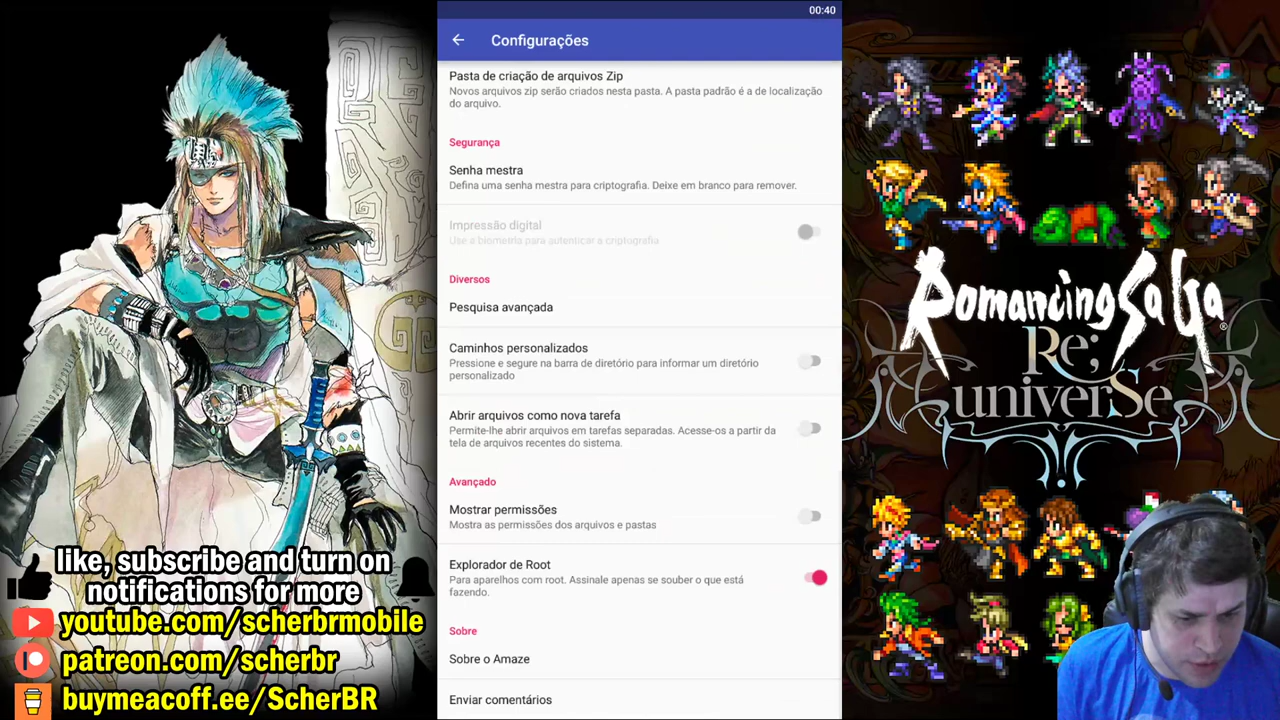 00:40
Configurações
Pasta de criação de arquivos Zip
Novos arquivos zip serão criados nesta pasta. A pasta padrão é a de localização
do arquivo.
Segurança
Senha mestra
Defina uma senha mestra para criptografia. Deixe em branco para remover.
Impressão digital
Use a biometria para autenticar a criptografia
Diversos
Pesquisa avançada
Caminhos personalizados
Pressione e segure na barra de diretório para informar um diretório
personalizado
Abrir arquivos como nova tarefa
Permite-lhe abrir arquivos em tarefas separadas. Acesse-os a partir da
tela de arquivos recentes do sistema.
Avançado
Mostrar permissões
Mostra as permissões dos arquivos e pastas
Explorador de Root
Para aparelhos com root. Assinale apenas se souber o que está
fazendo.
Sobre
Sobre o Amaze
Enviar comentários
like, subscribe and turn on
notifications for more
youtube.com/scherbrmobile
patreon.com/scherbr
buymeacoff.ee/ScherBR
Romancing SaGa®
Re;
universe